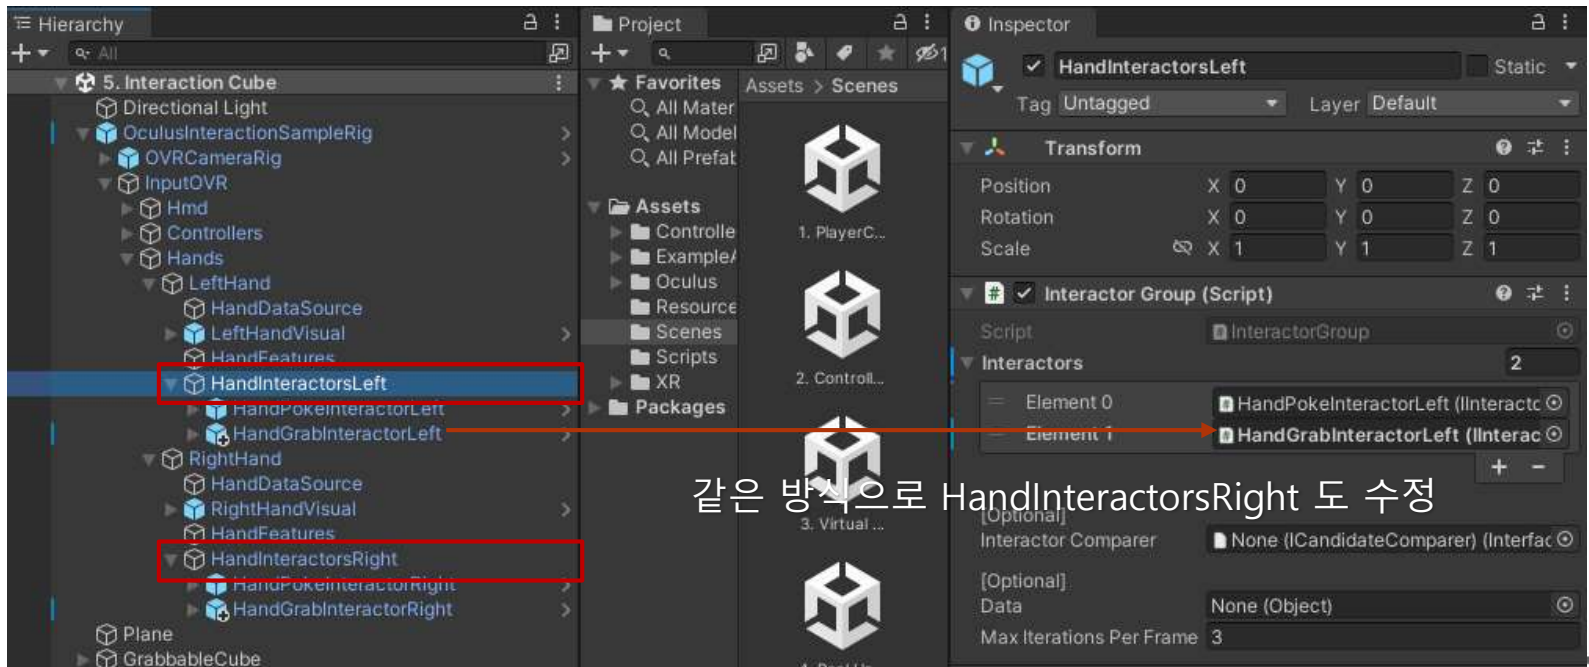 Hierarchy
All
5. Interaction Cube
Directional Light
OculusInteractionSampleRig
OVRCameraRig
InputOVR
Hmd
Controllers
Hands
LeftHand
HandDataSource
LeftHandVisual
HandFeatures
HandInteractorsLeft
HandPokeInteractorLeft
HandGrabInteractorLeft
RightHand
HandDataSource
RightHandVisual
HandFeatures
HandInteractorsRight
HandPokeInteractorRight
HandGrabInteractorRight
Plane
GrabbableCube
Project
1
Favorites
All Mater
All Model
All Prefab
Assets
Controlle
ExampleA
Oculus
Resource
Scenes
Scripts
XR
Packages
Assets > Scenes
1. PlayerC...
2. Controll...
3. Virtual ...
Inspector
HandInteractorsLeft
Static
Tag Untagged
Layer Default
Transform
Position X 0 Y 0 Z 0
Rotation X 0 Y 0 Z 0
Scale X 1 Y 1 Z 1
Interactor Group (Script)
Script InteractorGroup
Interactors 2
Element 0 HandPokeInteractorLeft (IInteractc
Element 1 HandGrabInteractorLeft (IInterac
+ -
같은 방식으로 HandInteractorsRight 도 수정
[Optional]
Interactor Comparer None (ICandidateComparer) (Interfac
[Optional]
Data None (Object)
Max Iterations Per Frame 3